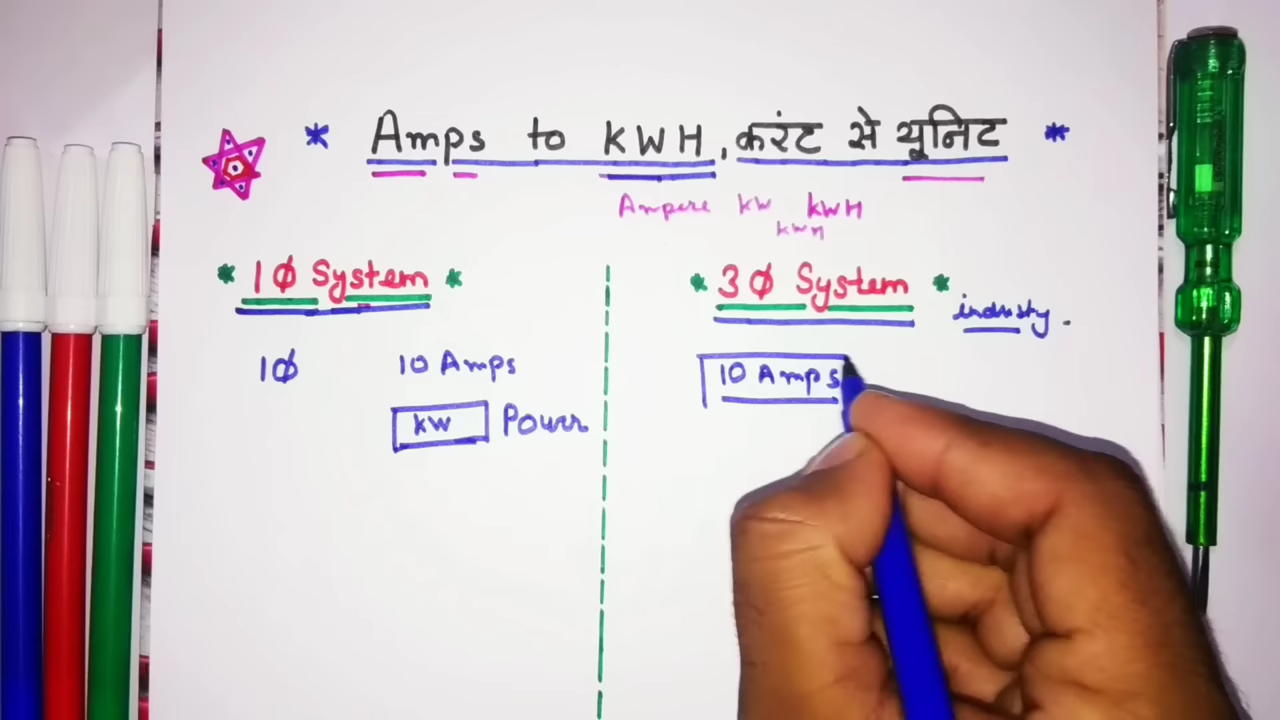 * Amps to KWH, करंट से यूनिट *
Ampere KW KWH
KWH
* 1Ø System *
1Ø 10 Amps
KW Power
* 3Ø System *
industy.
10 Amps